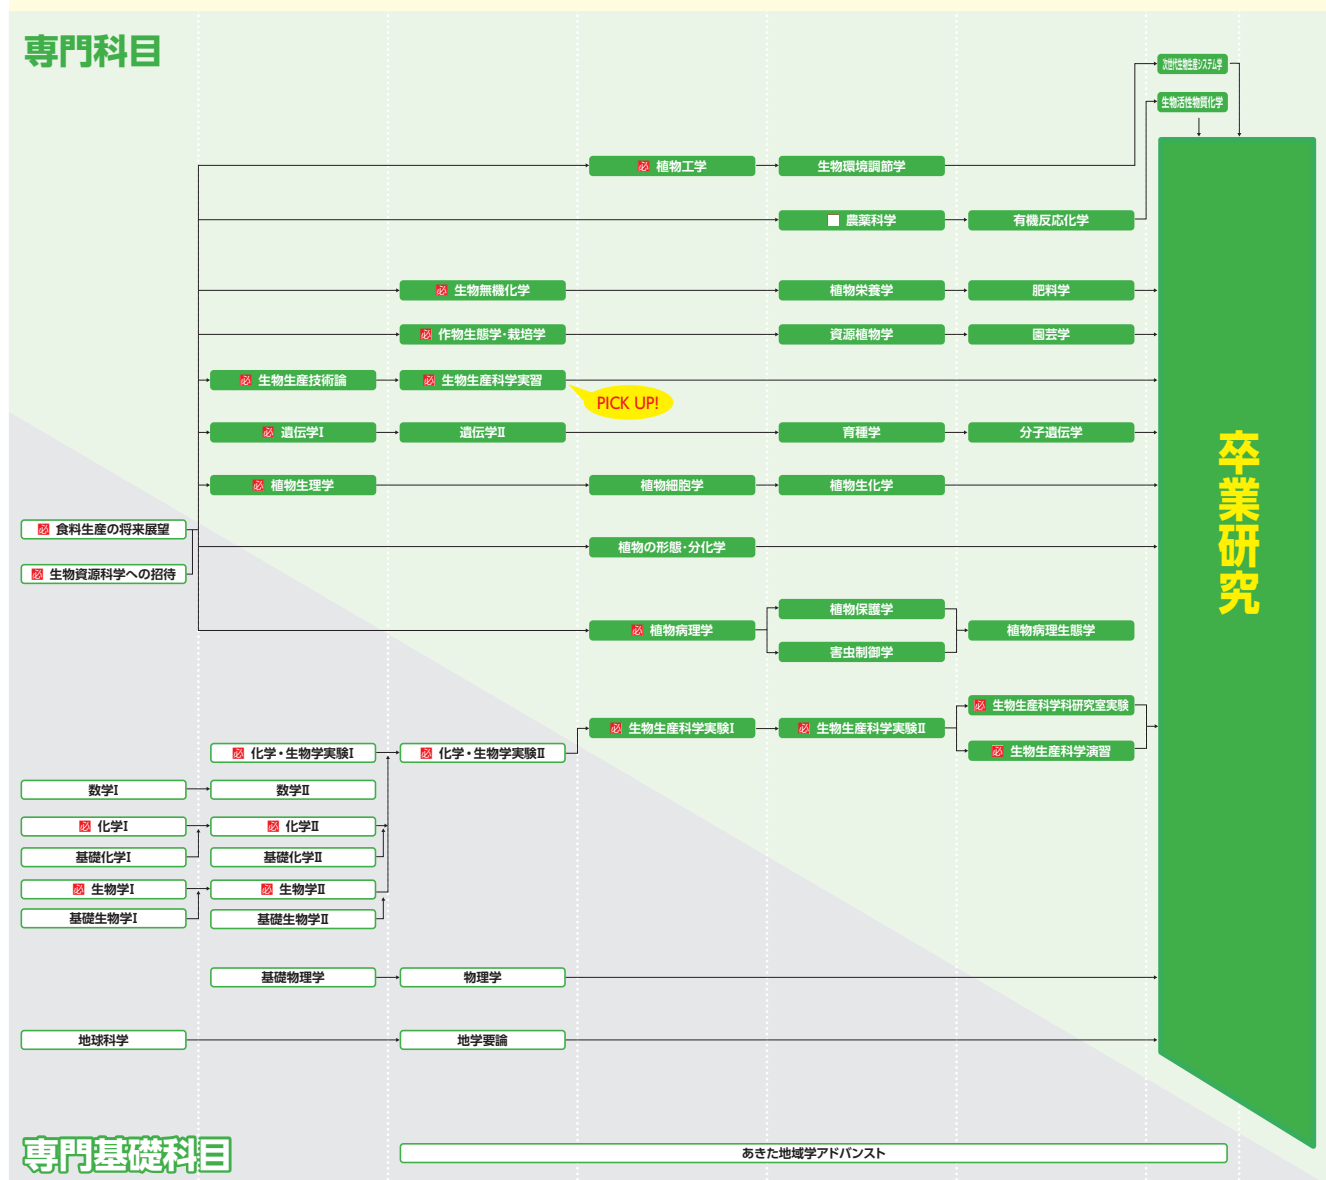 専門科目
次世代生物生産システム学
生物活性物質化学
必 植物工学
生物環境調節学
農薬科学
有機反応化学
必 生物無機化学
植物栄養学
肥料学
必 作物生態学・栽培学
資源植物学
園芸学
必 生物生産技術論
必 生物生産科学実習
PICK UP!
必 遺伝学Ⅰ
遺伝学Ⅱ
育種学
分子遺伝学
必 植物生理学
植物細胞学
植物生化学
卒業研究
必 食料生産の将来展望
植物の形態・分化学
必 生物資源科学への招待
植物保護学
必 植物病理学
植物病理生態学
害虫制御学
必 生物生産科学科研究室実験
必 生物生産科学実験Ⅰ
必 生物生産科学実験Ⅱ
必 生物生産科学演習
必 化学・生物学実験Ⅰ
必 化学・生物学実験Ⅱ
数学Ⅰ
数学Ⅱ
必 化学Ⅰ
必 化学Ⅱ
基礎化学Ⅰ
基礎化学Ⅱ
必 生物学Ⅰ
必 生物学Ⅱ
基礎生物学Ⅰ
基礎生物学Ⅱ
基礎物理学
物理学
地球科学
地学要論
専門基礎科目
あきた地域学アドバンスト